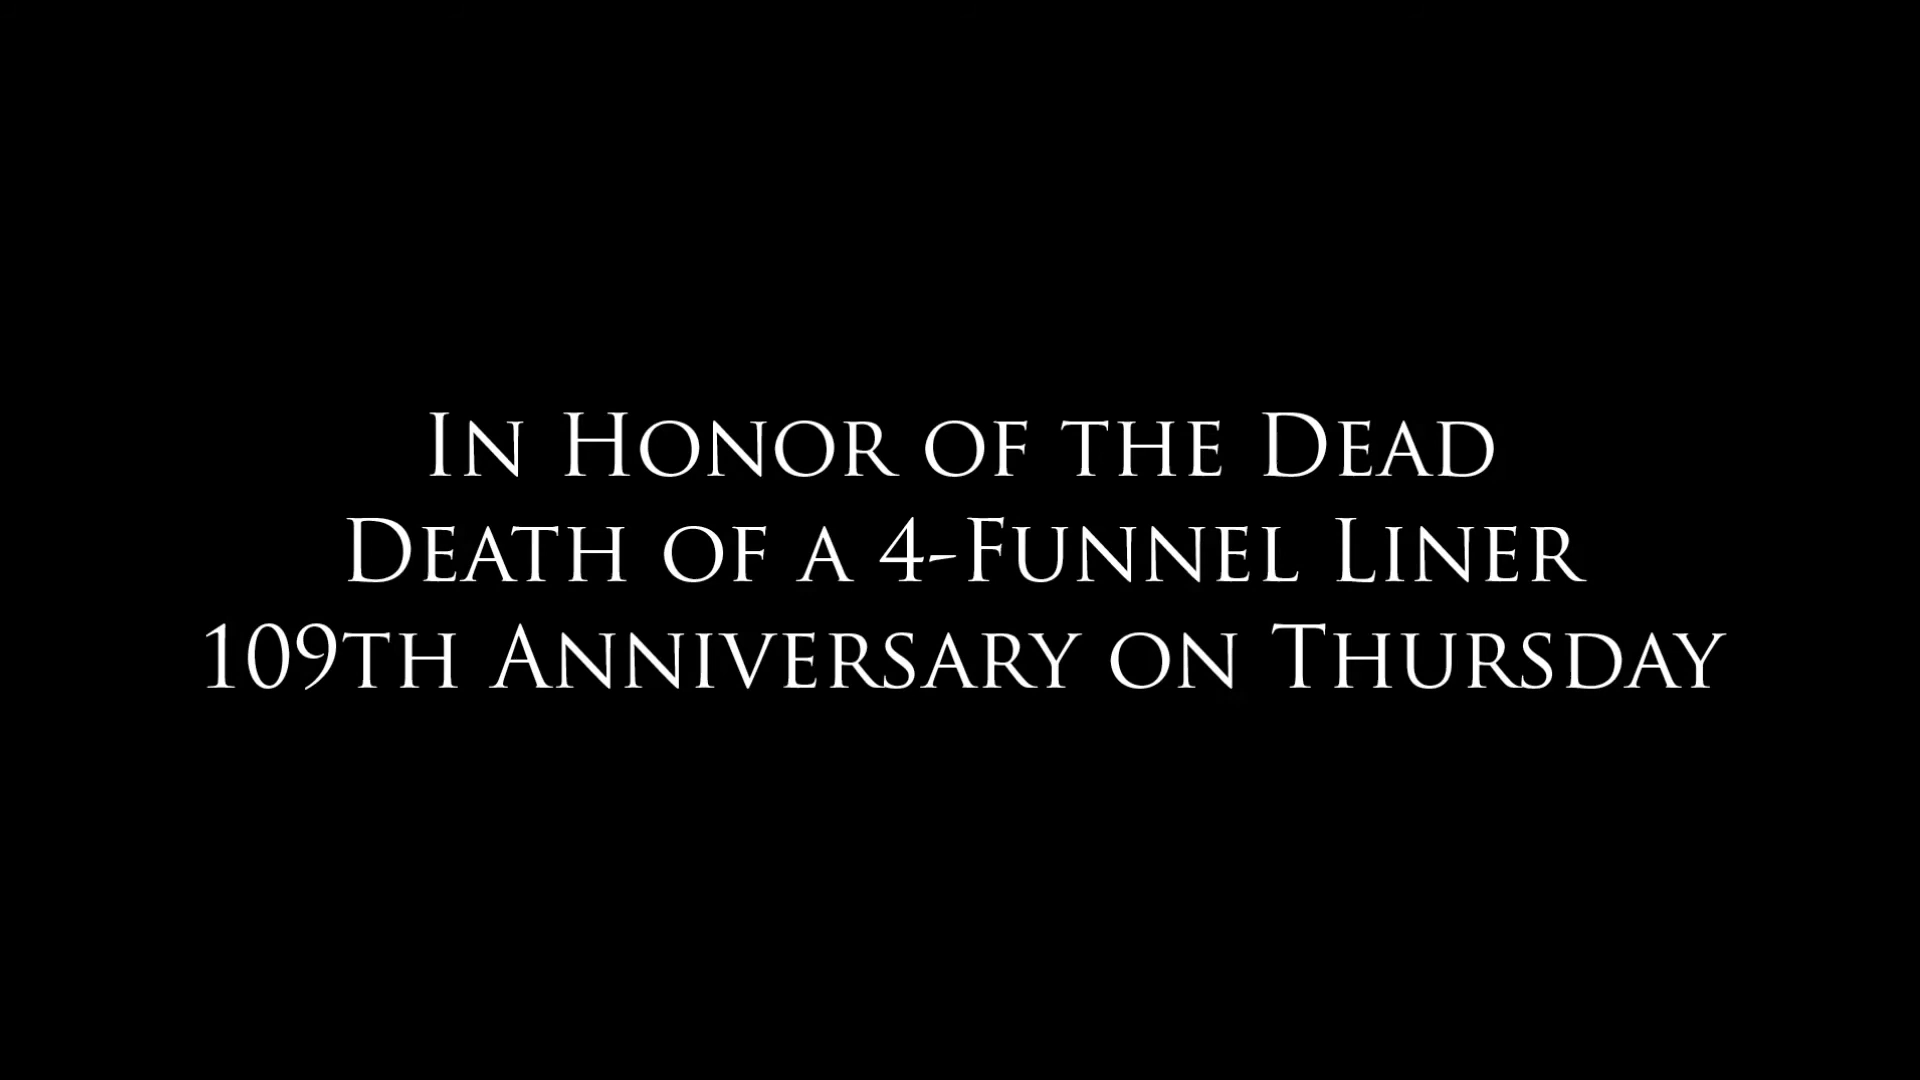 In Honor of the Dead
Death of a 4-Funnel Liner
109th Anniversary on Thursday